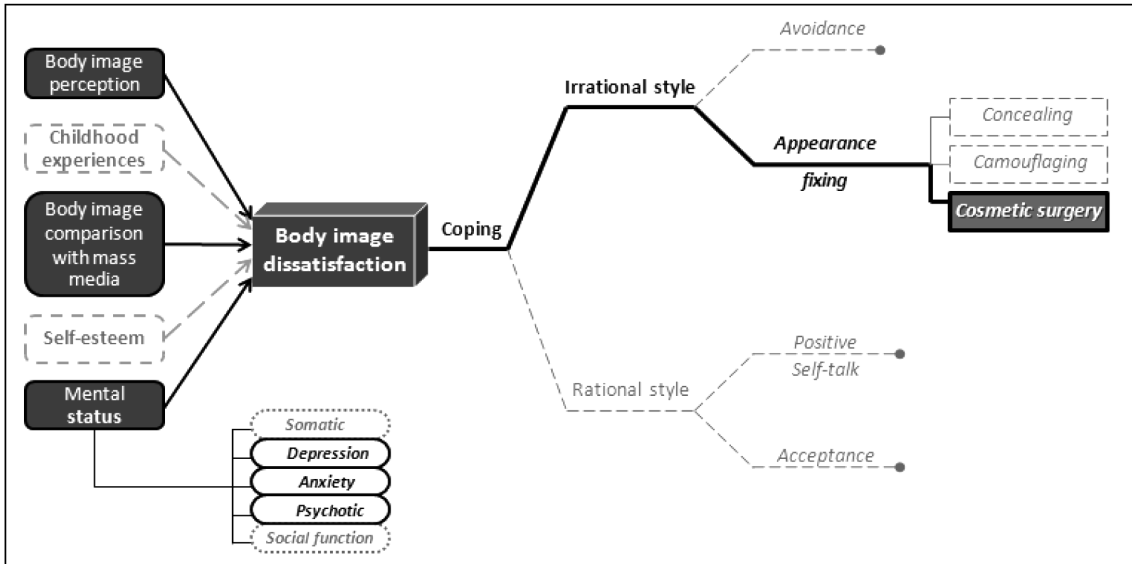 Body image
perception
Childhood
experiences
Body image
comparison
with mass
media
Self-esteem
Mental
status
Somatic
Depression
Anxiety
Psychotic
Social function
Body image
dissatisfaction
Coping
Irrational style
Avoidance
Appearance
fixing
Concealing
Camouflaging
Cosmetic surgery
Rational style
Positive
Self-talk
Acceptance